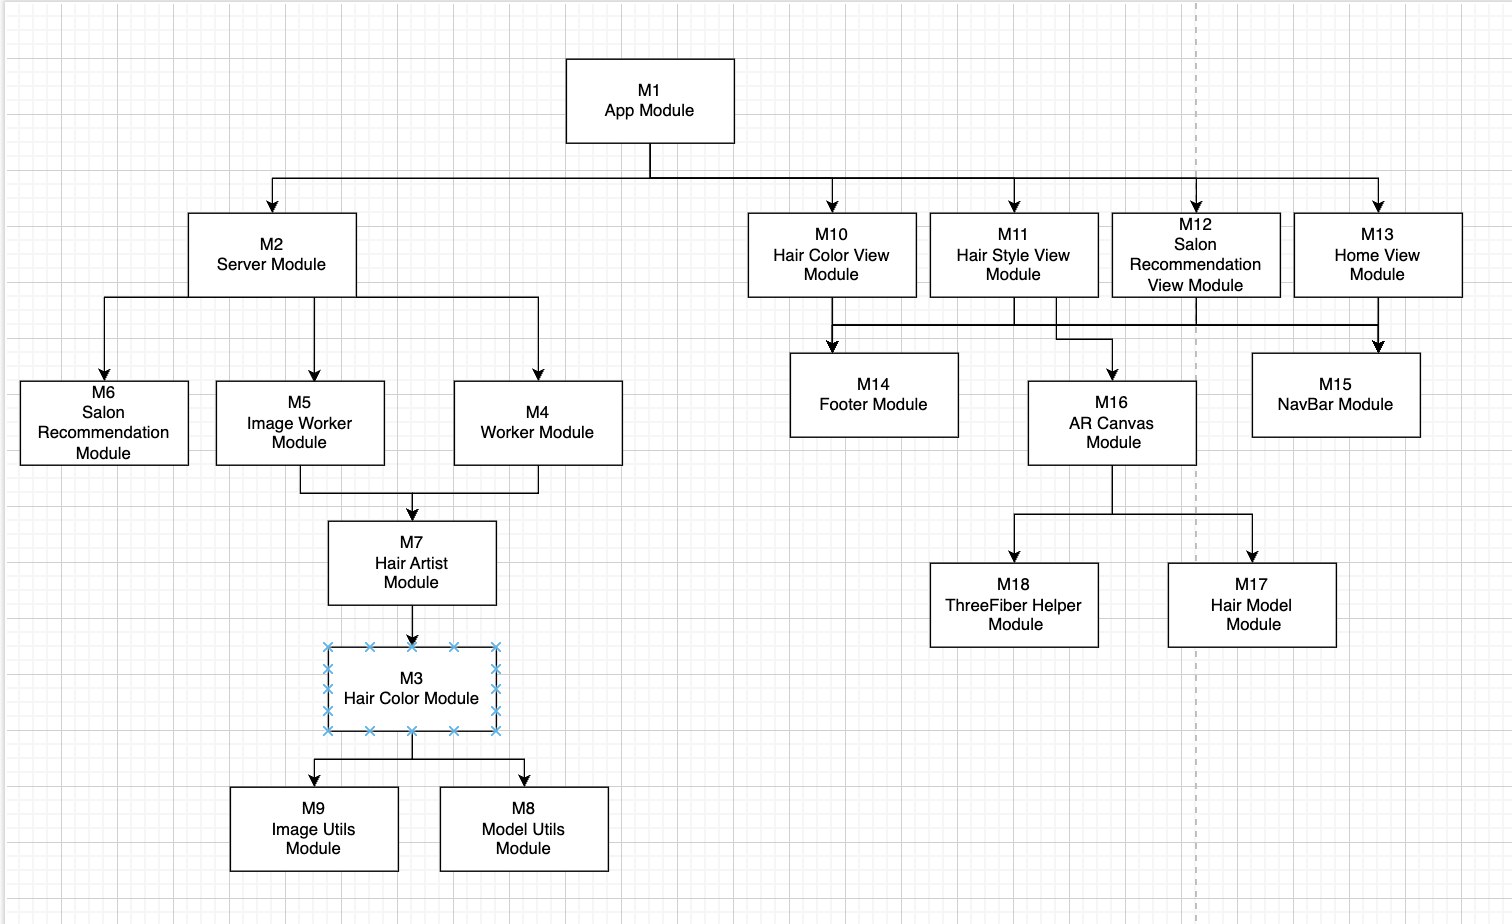 M1
App Module
M2
Server Module
M10
Hair Color View
Module
M11
Hair Style View
Module
M12
Salon
Recommendation
View Module
M13
Home View
Module
M6
Salon
Recommendation
Module
M5
Image Worker
Module
M4
Worker Module
M14
Footer Module
M16
AR Canvas
Module
M15
NavBar Module
M7
Hair Artist
Module
M18
ThreeFiber Helper
Module
M17
Hair Model
Module
M3
Hair Color Module
M9
Image Utils
Module
M8
Model Utils
Module